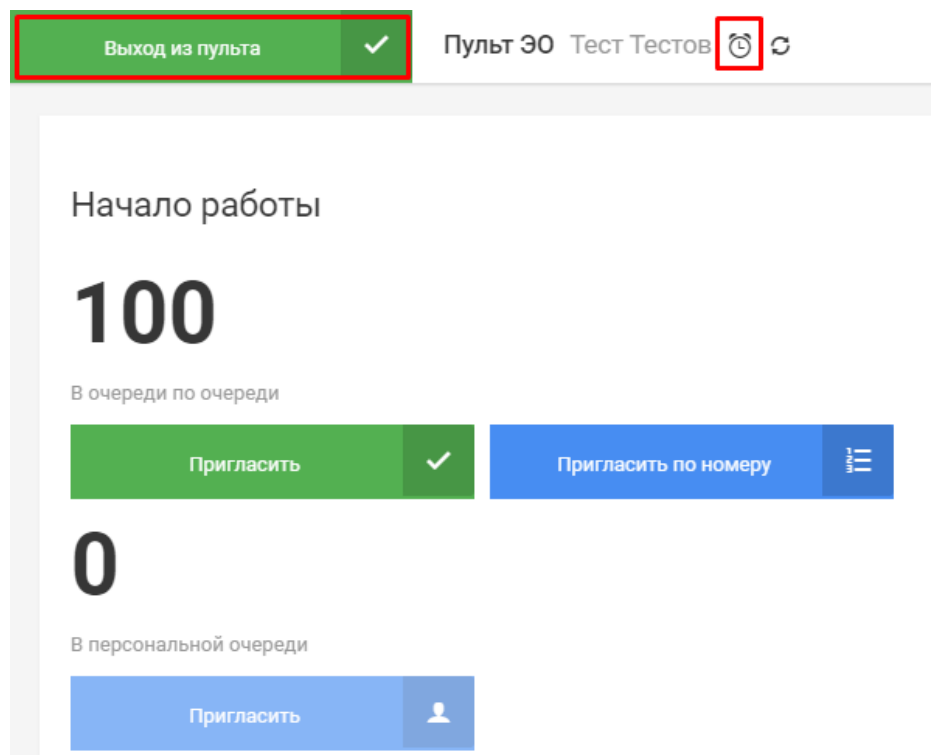 Выход из пульта
Пульт ЭО Тест Тестов
Начало работы
100
В очереди по очереди
Пригласить
Пригласить по номеру
0
В персональной очереди
Пригласить